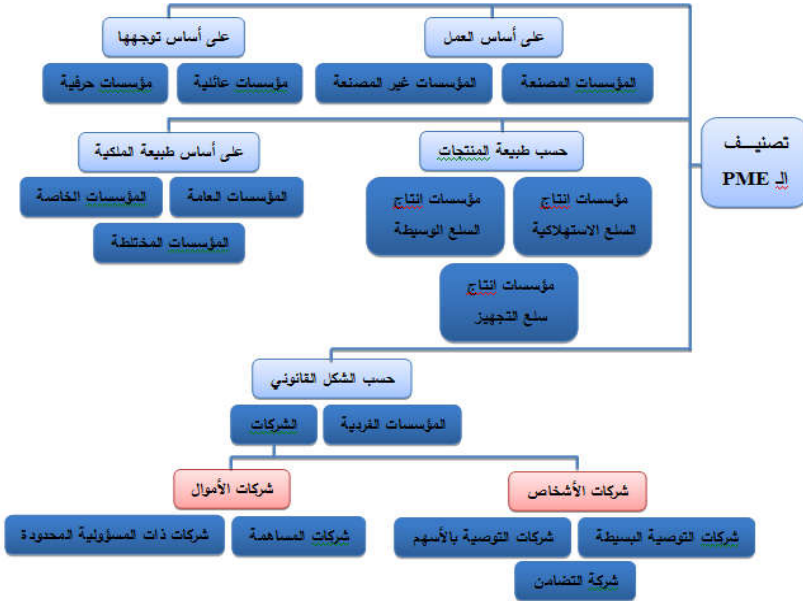 تصنيـــف
الـ PME
على أساس العمل
على أساس توجهها
المؤسسات المصنعة
المؤسسات غير المصنعة
مؤسسات عائلية
مؤسسات حرفية
حسب طبيعة المنتجات
على أساس طبيعة الملكية
مؤسسات انتاج
السلع الاستهلاكية
مؤسسات انتاج
السلع الوسيطة
مؤسسات انتاج
سلع التجهيز
المؤسسات العامة
المؤسسات الخاصة
المؤسسات المختلطة
حسب الشكل القانوني
المؤسسات الفردية
الشركات
شركات الأشخاص
شركات الأموال
شركات التوصية البسيطة
شركات التوصية بالأسهم
شركة التضامن
شركات المساهمة
شركات ذات المسؤولية المحدودة